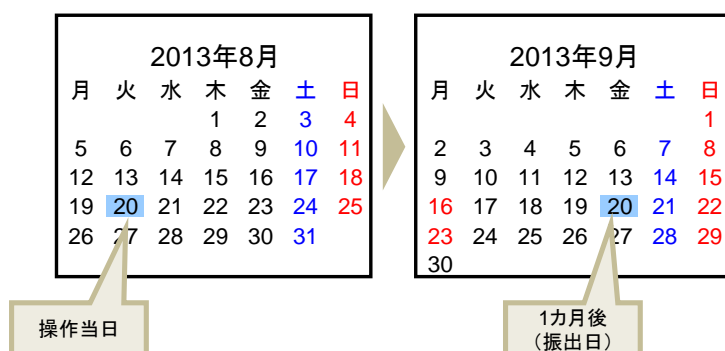 2013年8月
月 火 水 木 金 土 日
1 2 3 4
5 6 7 8 9 10 11
12 13 14 15 16 17 18
19 20 21 22 23 24 25
26 27 28 29 30 31
操作当日
2013年9月
月 火 水 木 金 土 日
1
2 3 4 5 6 7 8
9 10 11 12 13 14 15
16 17 18 19 20 21 22
23 24 25 26 27 28 29
30
1カ月後
（振出日）